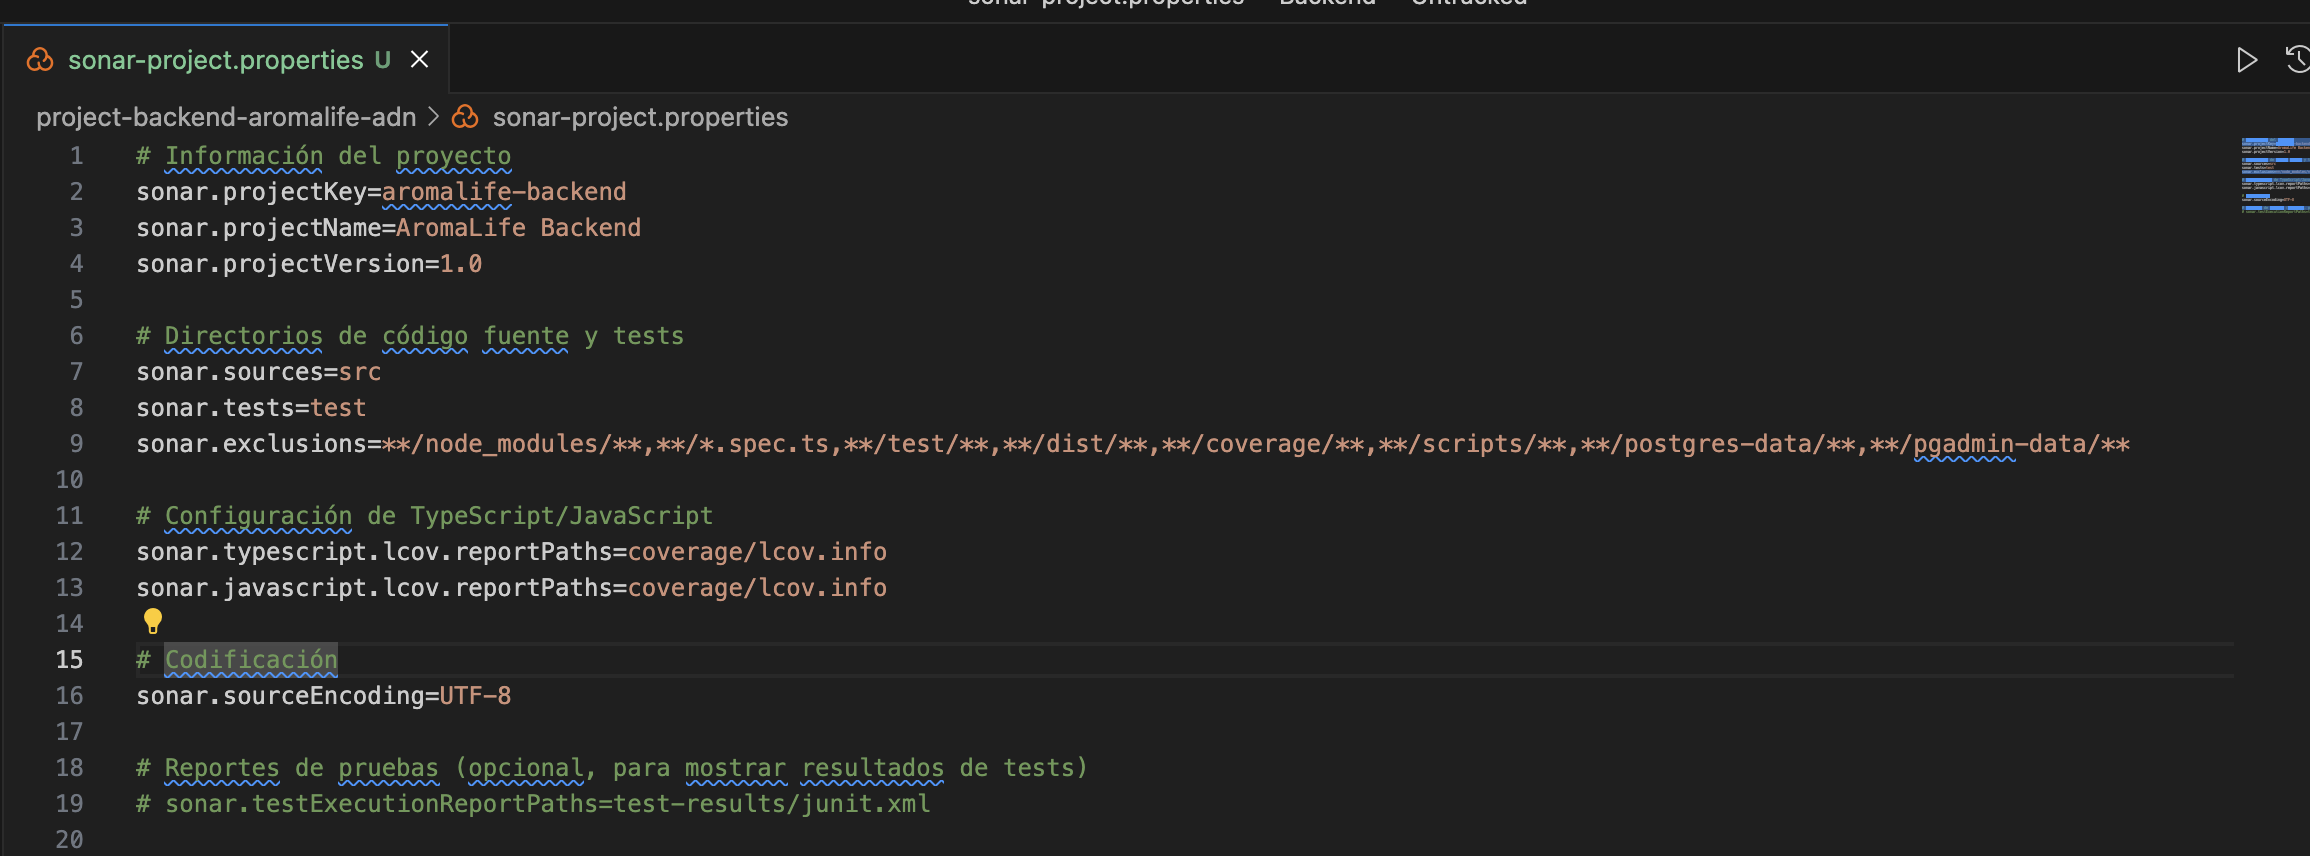 sonar-project.properties — Backend — Untracked
sonar-project.properties U
project-backend-aromalife-adn > sonar-project.properties
1 # Información del proyecto
2 sonar.projectKey=aromalife-backend
3 sonar.projectName=AromaLife Backend
4 sonar.projectVersion=1.0
5
6 # Directorios de código fuente y tests
7 sonar.sources=src
8 sonar.tests=test
9 sonar.exclusions=**/node_modules/**,**/*.spec.ts,**/test/**,**/dist/**,**/coverage/**,**/scripts/**,**/postgres-data/**,**/pgadmin-data/**
10
11 # Configuración de TypeScript/JavaScript
12 sonar.typescript.lcov.reportPaths=coverage/lcov.info
13 sonar.javascript.lcov.reportPaths=coverage/lcov.info
14
15 # Codificación
16 sonar.sourceEncoding=UTF-8
17
18 # Reportes de pruebas (opcional, para mostrar resultados de tests)
19 # sonar.testExecutionReportPaths=test-results/junit.xml
20